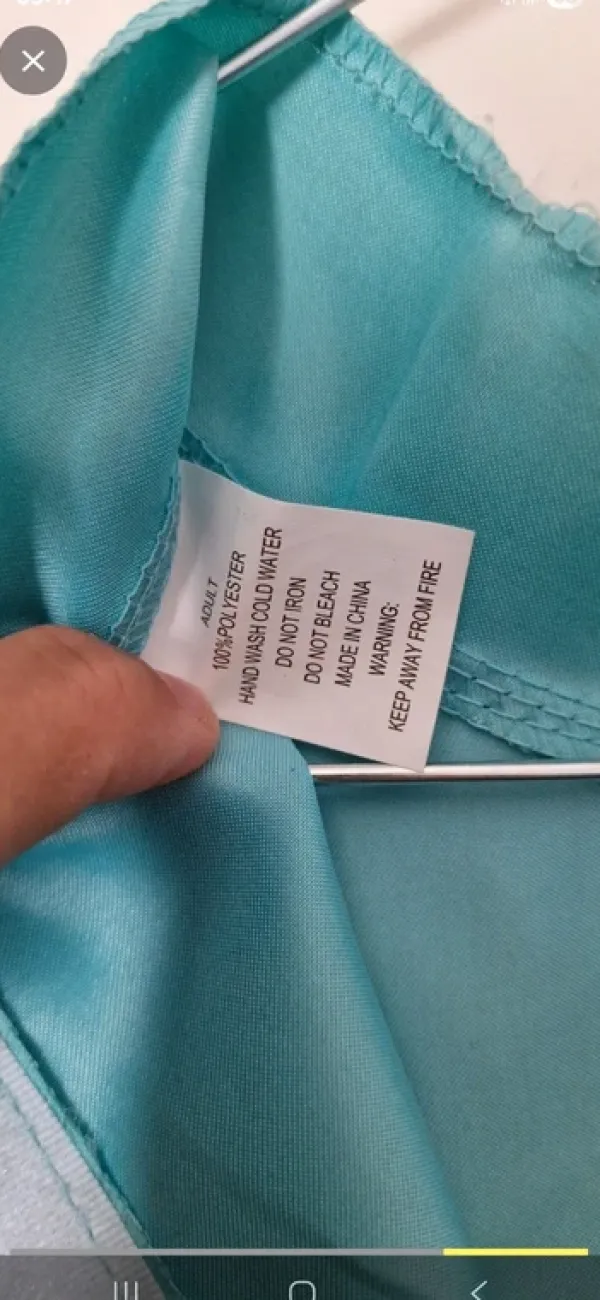 ADULT
100%POLYESTER
HAND WASH COLD WATER
DO NOT IRON
DO NOT BLEACH
MADE IN CHINA
WARNING:
KEEP AWAY FROM FIRE